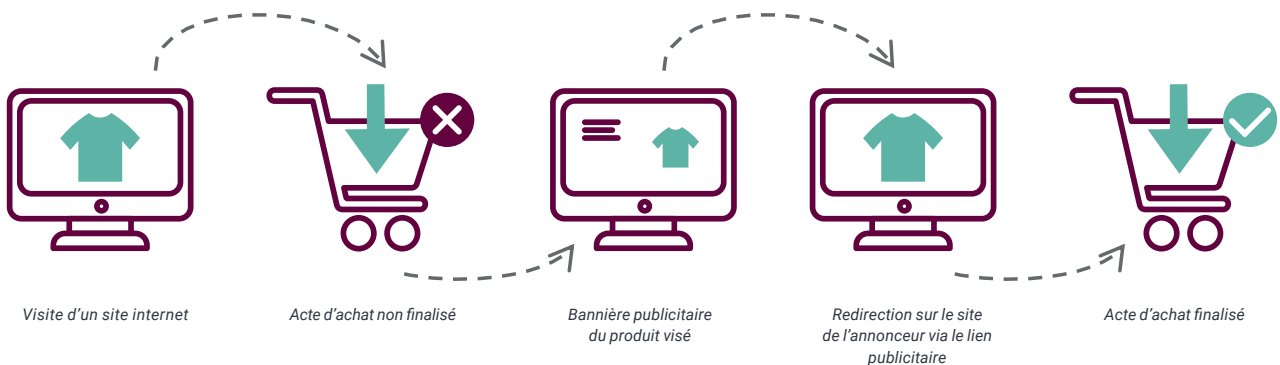 Visite d'un site internet
Acte d'achat non finalisé
Bannière publicitaire
du produit visé
Redirection sur le site
de l'annonceur via le lien
publicitaire
Acte d'achat finalisé